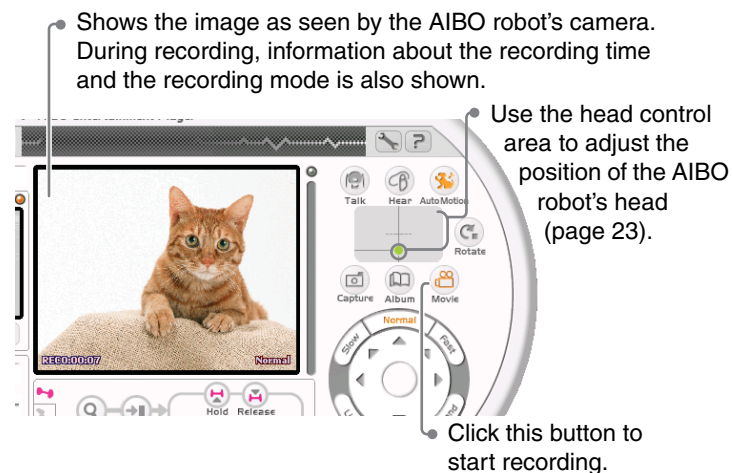 Shows the image as seen by the AIBO robot's camera.
During recording, information about the recording time
and the recording mode is also shown.
Use the head control
area to adjust the
position of the AIBO
robot's head
(page 23).
Talk
Hear
AutoMotion
Rotate
Capture
Album
Movie
Normal
Slow
Fast
REC0:00:07
Normal
Hold
Release
Click this button to
start recording.